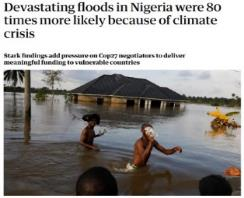 Devastating floods in Nigeria were 80
times more likely because of climate
crisis
Stark findings add pressure on Cop27 negotiators to deliver
meaningful funding to vulnerable countries